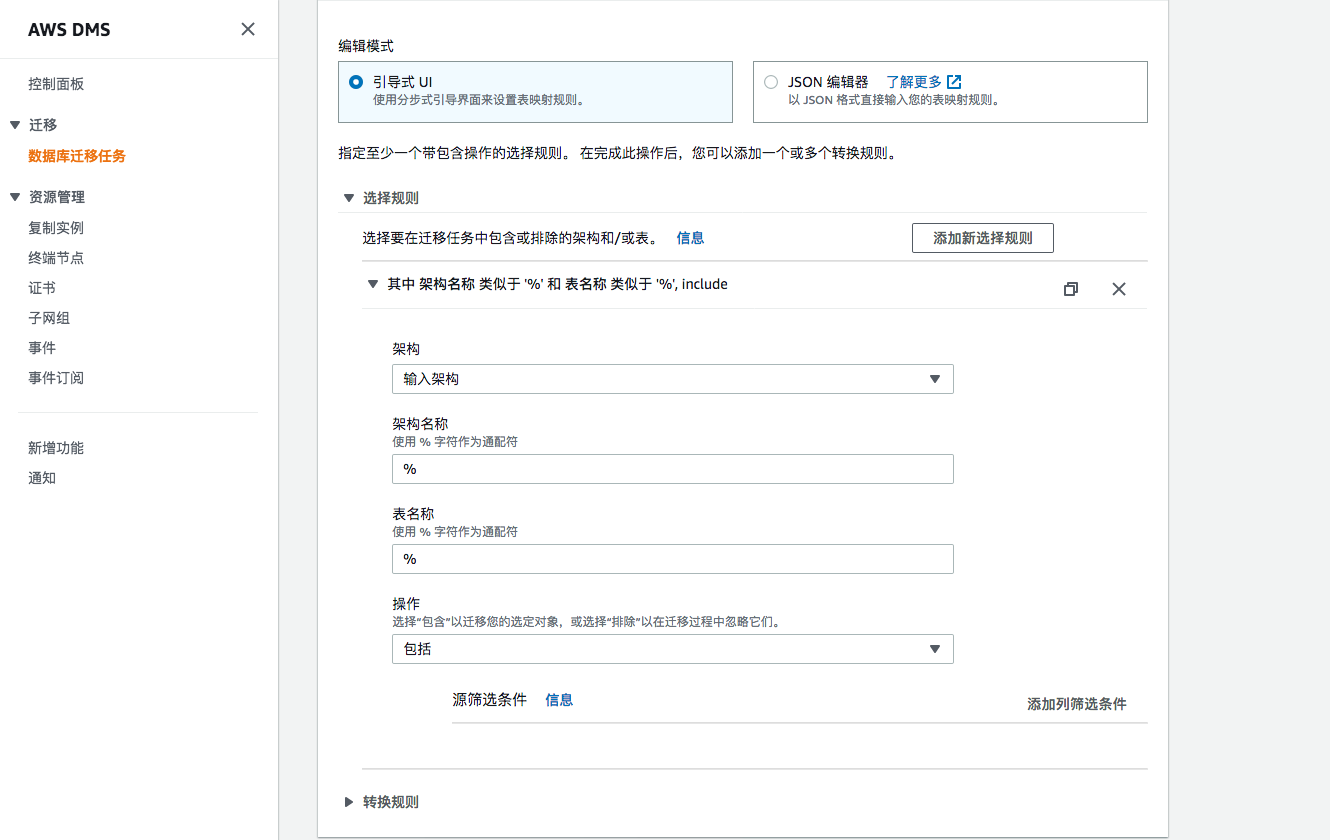 AWS DMS
控制面板
迁移
数据库迁移任务
资源管理
复制实例
终端节点
证书
子网组
事件
事件订阅
新增功能
通知
编辑模式
引导式 UI
使用分步式引导界面来设置表映射规则。
JSON 编辑器 了解更多
以 JSON 格式直接输入您的表映射规则。
指定至少一个带包含操作的选择规则。 在完成此操作后，您可以添加一个或多个转换规则。
选择规则
选择要在迁移任务中包含或排除的架构和/或表。 信息
添加新选择规则
其中 架构名称 类似于 '%' 和 表名称 类似于 '%', include
架构
输入架构
架构名称
使用 % 字符作为通配符
%
表名称
使用 % 字符作为通配符
%
操作
选择“包含”以迁移您的选定对象，或选择“排除”以在迁移过程中忽略它们。
包括
源筛选条件 信息
添加列筛选条件
转换规则